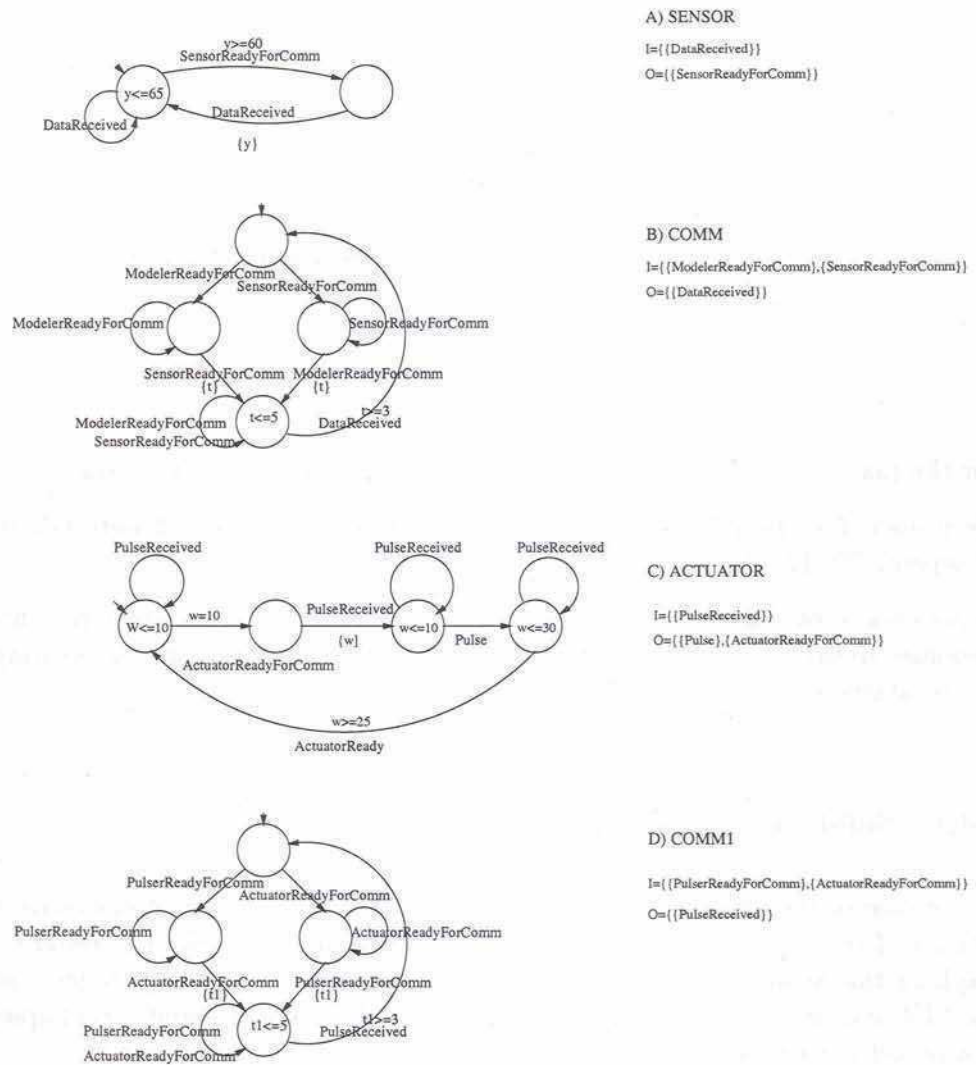 A) SENSOR
I={{DataReceived}}
O={{SensorReadyForComm}}
y>=60
SensorReadyForComm
y<=65
DataReceived
DataReceived
{y}
B) COMM
I={{ModelerReadyForComm},{SensorReadyForComm}}
O={{DataReceived}}
ModelerReadyForComm
SensorReadyForComm
ModelerReadyForComm
SensorReadyForComm
SensorReadyForComm
{t}
ModelerReadyForComm
{t}
ModelerReadyForComm
SensorReadyForComm
t<=5
t>=3
DataReceived
C) ACTUATOR
I={{PulseReceived}}
O={{Pulse},{ActuatorReadyForComm}}
PulseReceived
PulseReceived
PulseReceived
W<=10
w=10
ActuatorReadyForComm
PulseReceived
{w]
w<=10
Pulse
w<=30
w>=25
ActuatorReady
D) COMM1
I={{PulserReadyForComm},{ActuatorReadyForComm}}
O={{PulseReceived}}
PulserReadyForComm
ActuatorReadyForComm
PulserReadyForComm
ActuatorReadyForComm
ActuatorReadyForComm
{t1}
PulserReadyForComm
{t1}
PulserReadyForComm
ActuatorReadyForComm
t1<=5
t1>=3
PulseReceived